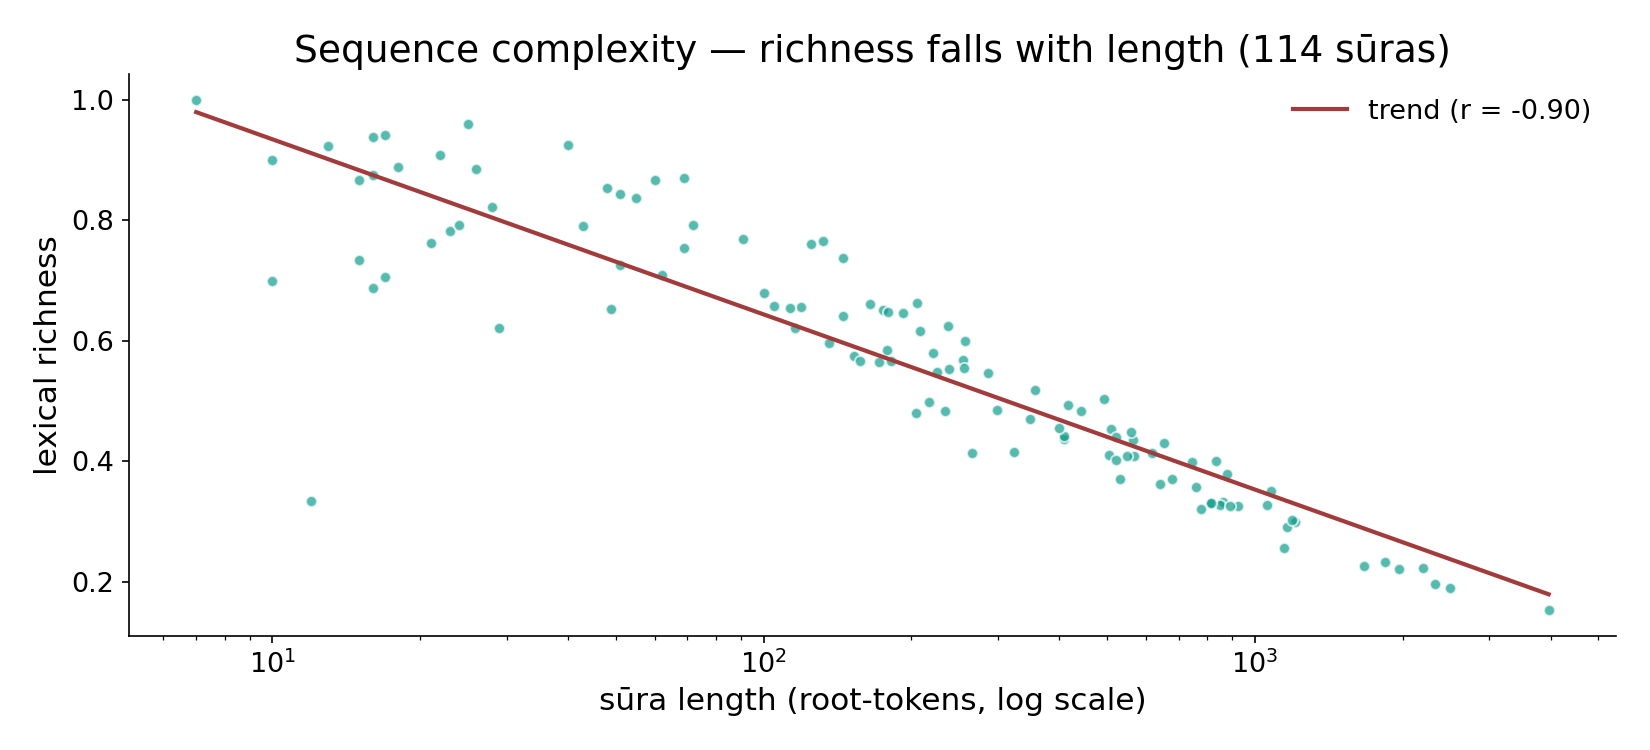 Sequence complexity — richness falls with length (114 sūras)
trend (r = -0.90)
lexical richness
1.0
0.8
0.6
0.4
0.2
10¹ 10² 10³
sūra length (root-tokens, log scale)